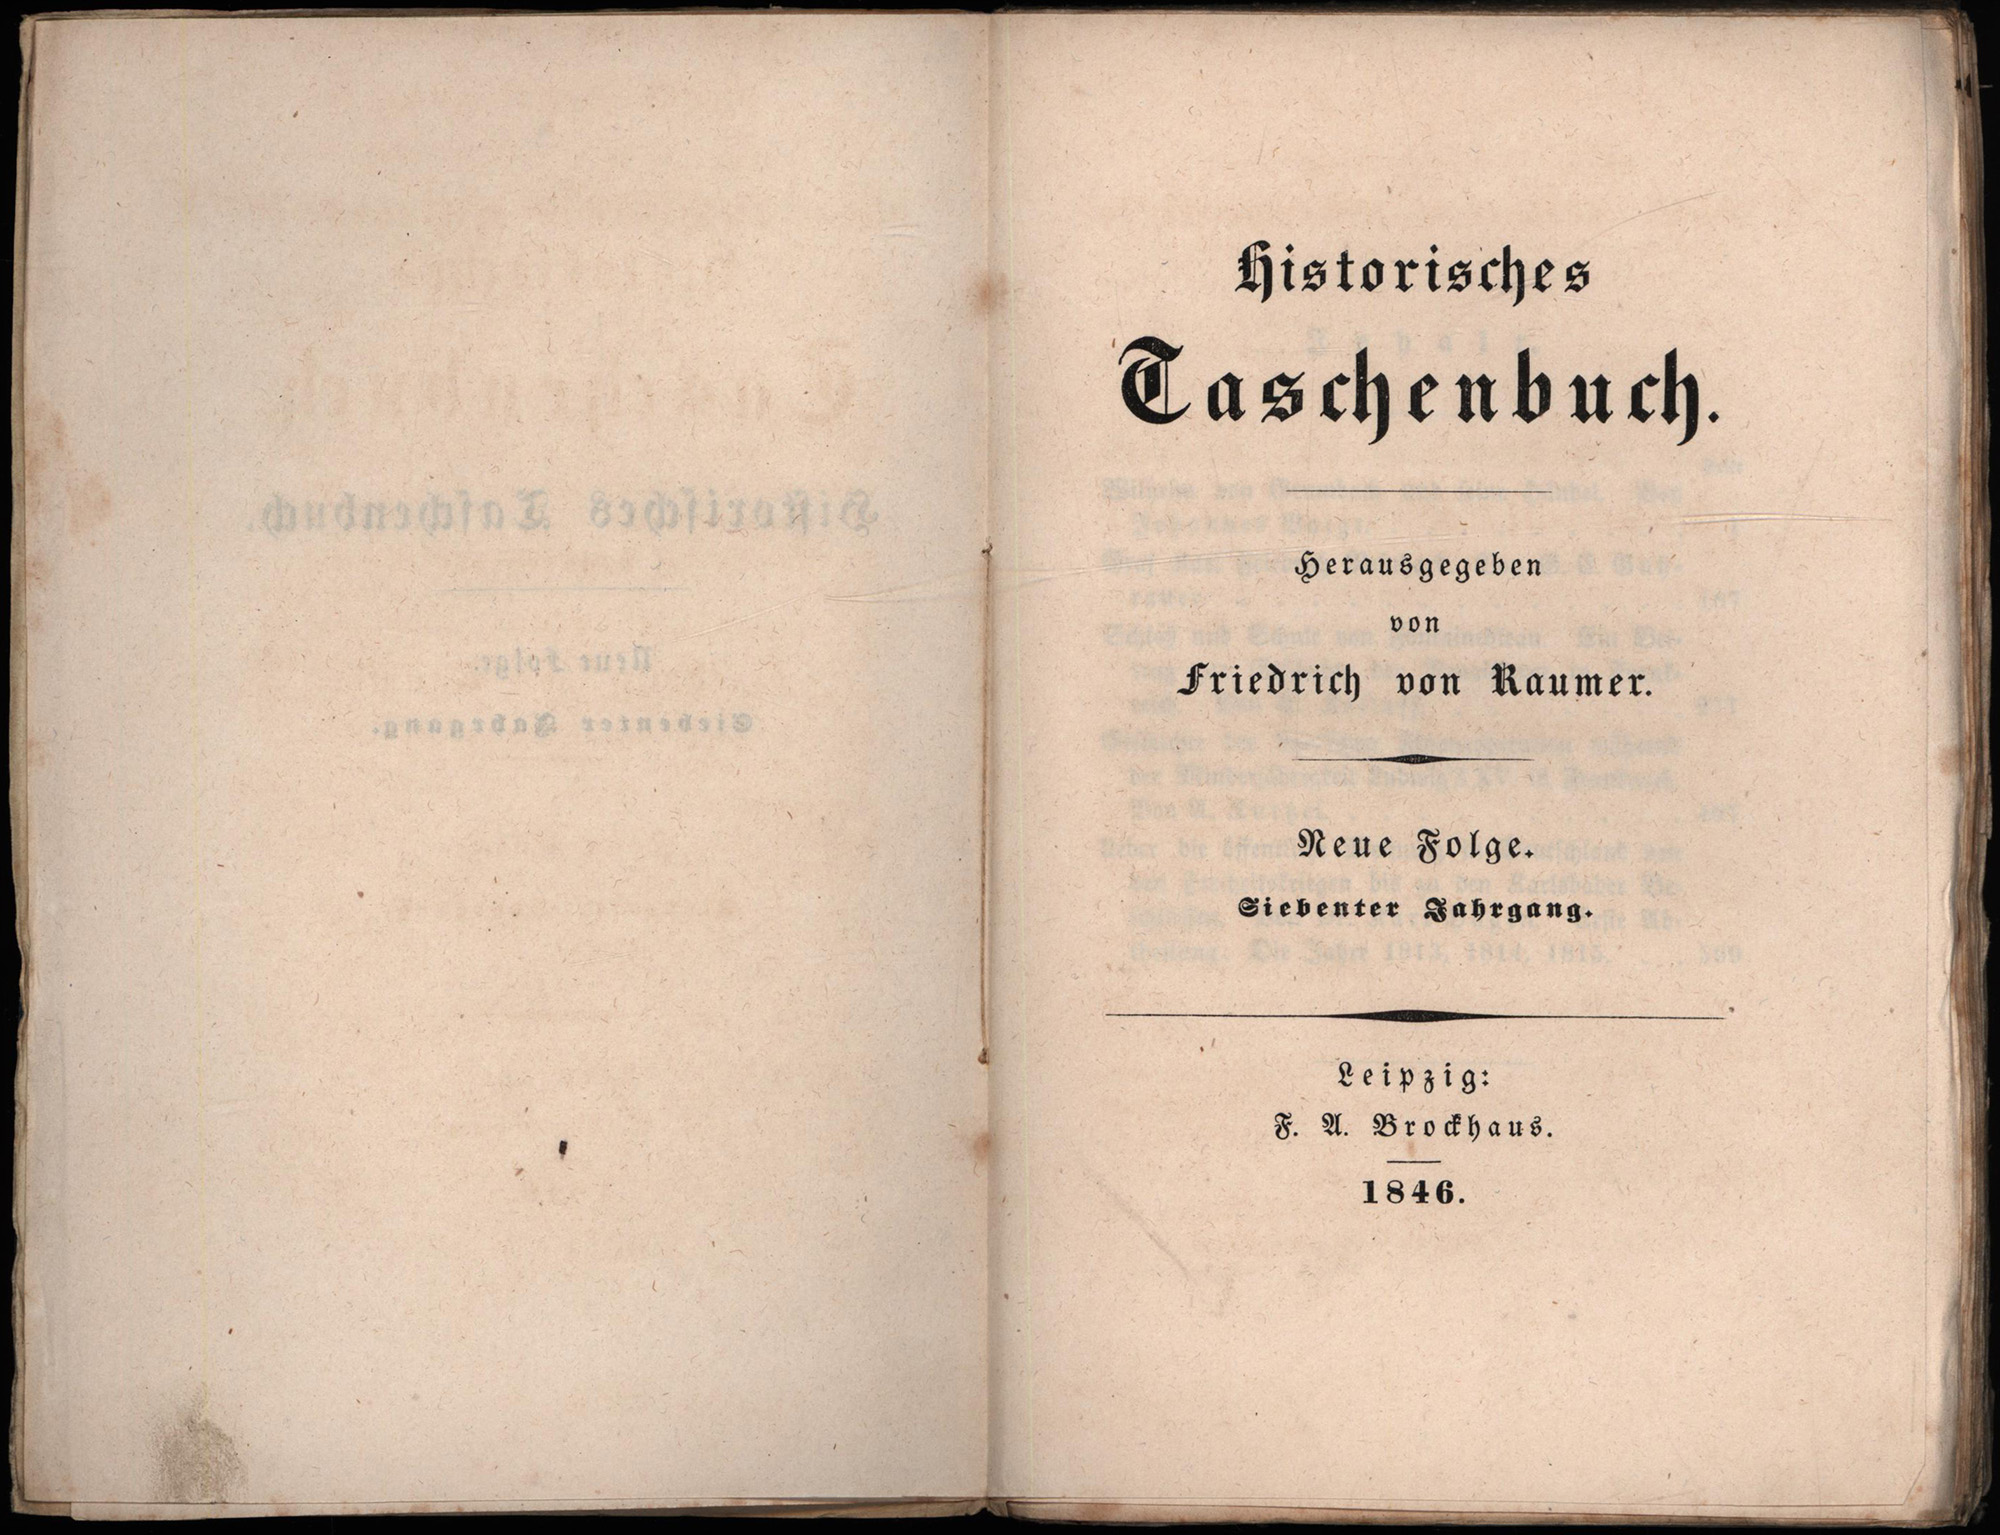 Historisches
Taschenbuch.
Herausgegeben
von
Friedrich von Raumer.
Neue Folge.
Siebenter Jahrgang.
Leipzig:
F. A. Brockhaus.
1846.